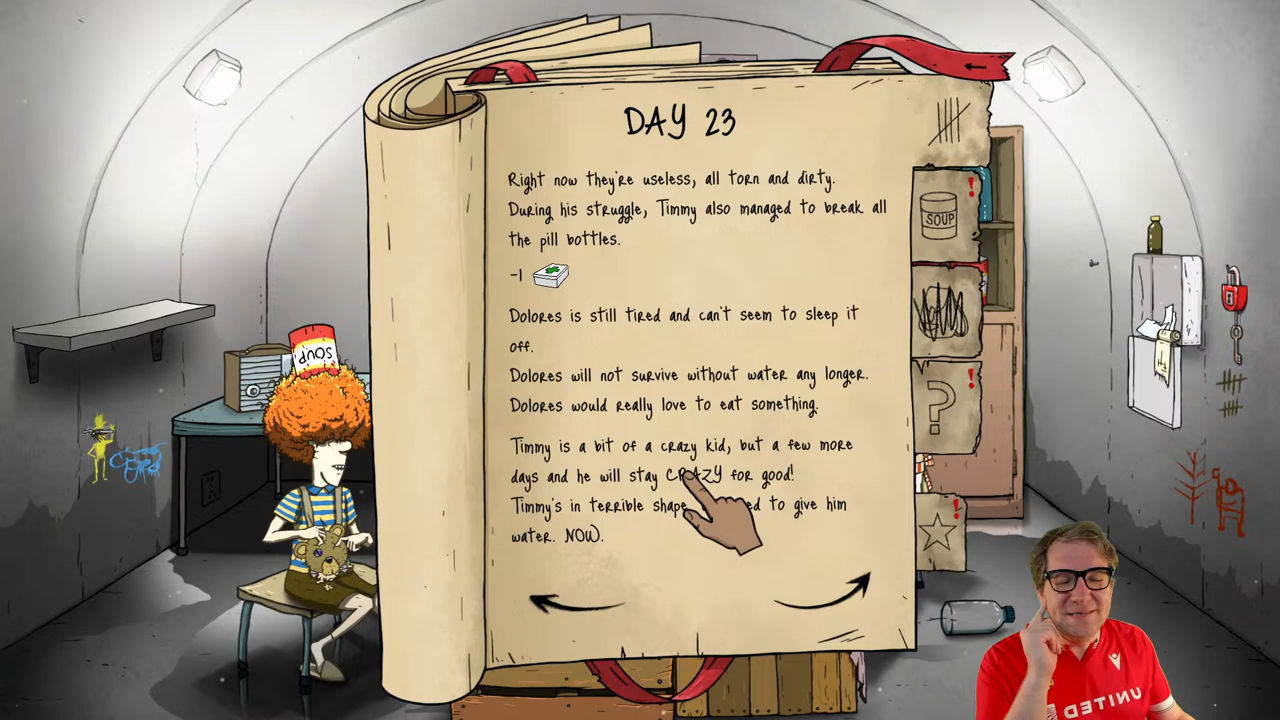 DAY 23
Right now they're useless, all torn and dirty.
During his struggle, Timmy also managed to break all
the pill bottles.
-1
Dolores is still tired and can't seem to sleep it
off.
Dolores will not survive without water any longer.
Dolores would really love to eat something.
Timmy is a bit of a crazy kid, but a few more
days and he will stay CRAZY for good!
Timmy's in terrible shape ed to give him
water. NOW.
SOUP
SOUP
?
UNITED